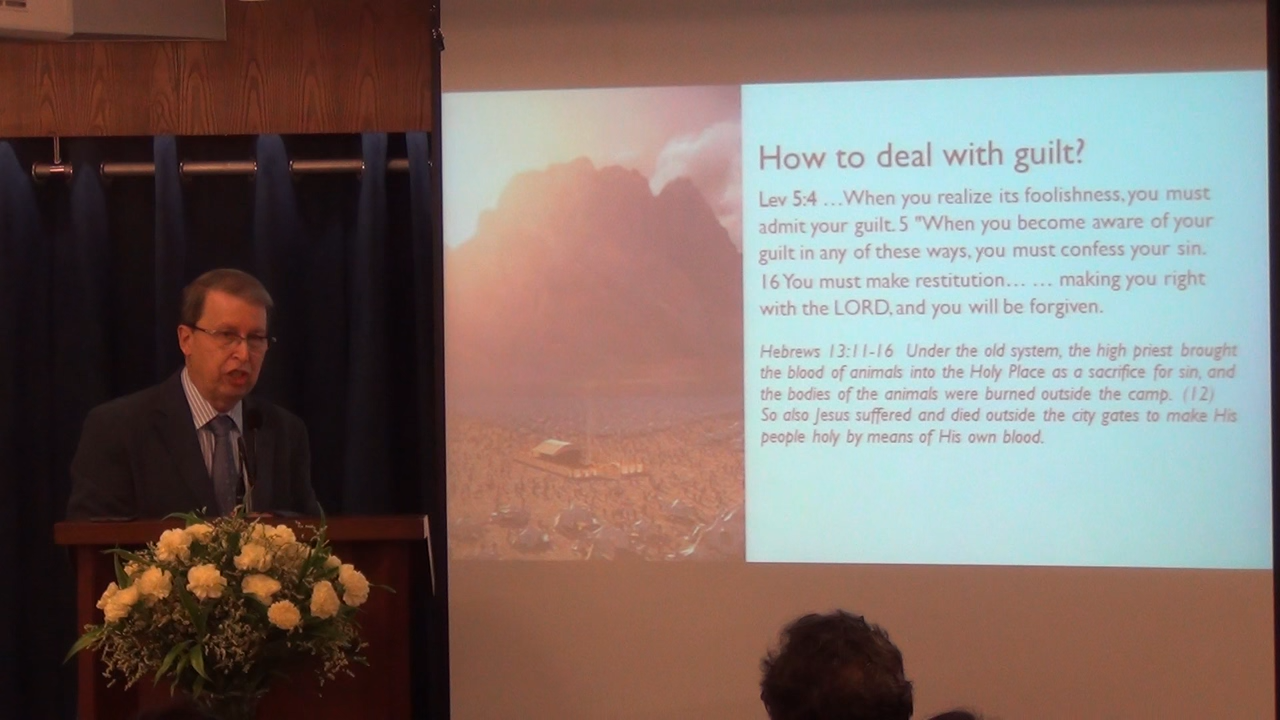 How to deal with guilt?
Lev 5:4 ...When you realize its foolishness, you must
admit your guilt. 5 "When you become aware of your
guilt in any of these ways, you must confess your sin.
16 You must make restitution... ... making you right
with the LORD, and you will be forgiven.
Hebrews 13:11-16 Under the old system, the high priest brought
the blood of animals into the Holy Place as a sacrifice for sin, and
the bodies of the animals were burned outside the camp. (12)
So also Jesus suffered and died outside the city gates to make His
people holy by means of His own blood.